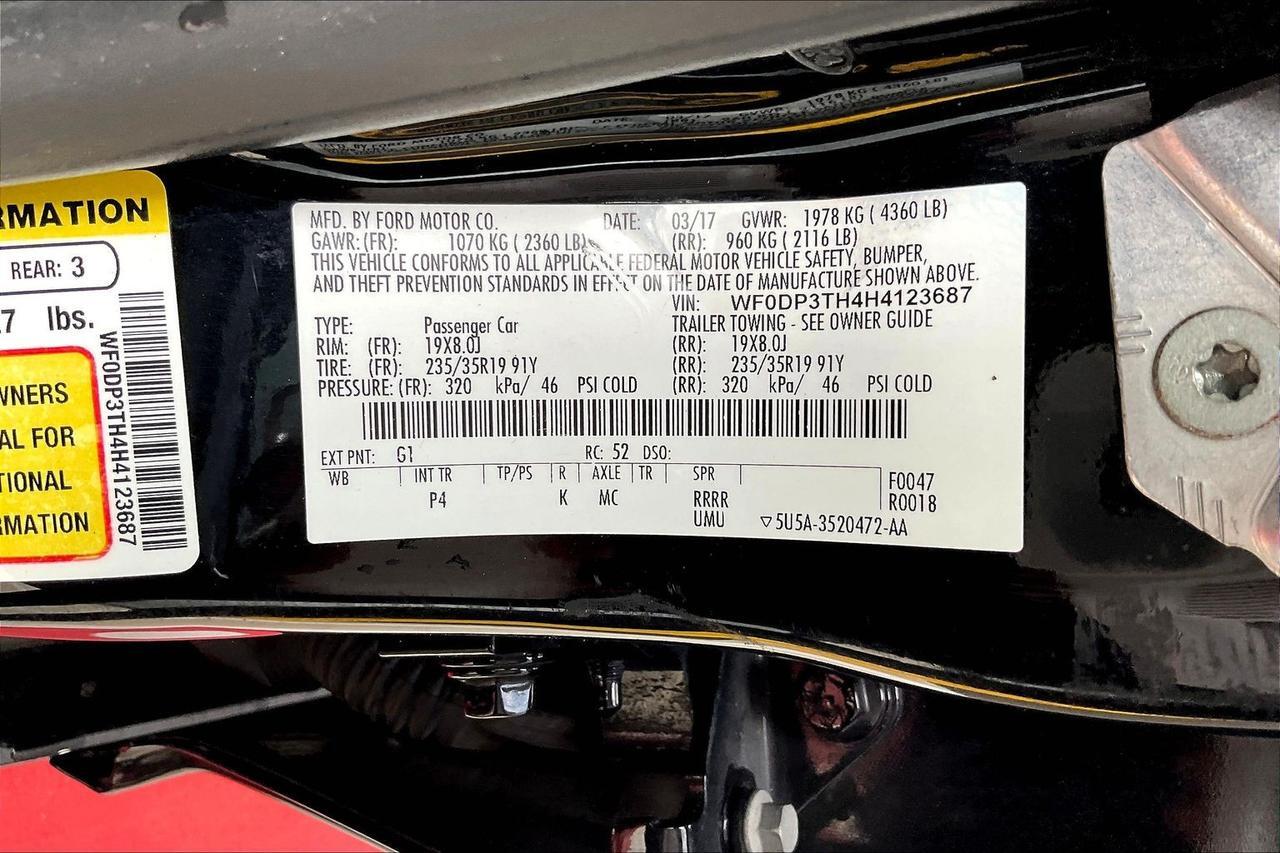 RMATION
REAR: 3
7 lbs.
WNERS
AL FOR
TIONAL
RMATION
WF0DP3TH4H4123687
MFD. BY FORD MOTOR CO. DATE: 03/17 GVWR: 1978 KG ( 4360 LB)
GAWR:(FR): 1070 KG ( 2360 LB) (RR): 960 KG ( 2116 LB)
THIS VEHICLE CONFORMS TO ALL APPLICABLE FEDERAL MOTOR VEHICLE SAFETY, BUMPER,
AND THEFT PREVENTION STANDARDS IN EFFECT ON THE DATE OF MANUFACTURE SHOWN ABOVE.
VIN: WF0DP3TH4H4123687
TYPE: Passenger Car TRAILER TOWING - SEE OWNER GUIDE
RIM: (FR): 19X8.0J (RR): 19X8.0J
TIRE: (FR): 235/35R19 91Y (RR): 235/35R19 91Y
PRESSURE: (FR): 320 kPa/ 46 PSI COLD (RR): 320 kPa/ 46 PSI COLD
EXT PNT: G1 RC: 52 DSO:
WB INT TR TP/PS R AXLE TR SPR F0047
P4 K MC RRRR R0018
UMU ▽5U5A-3520472-AA